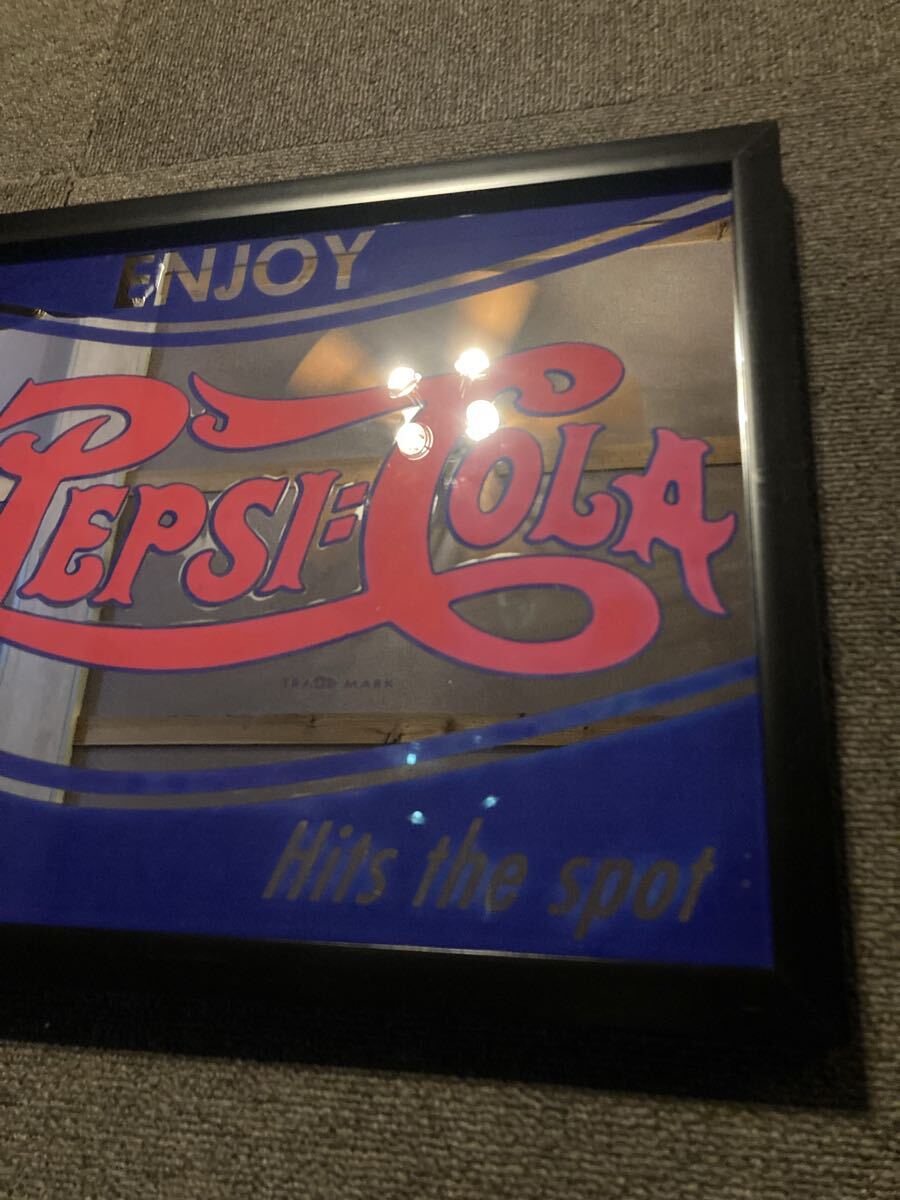 ENJOY
PEPSI:COLA
TRADE MARK
Hits the spot